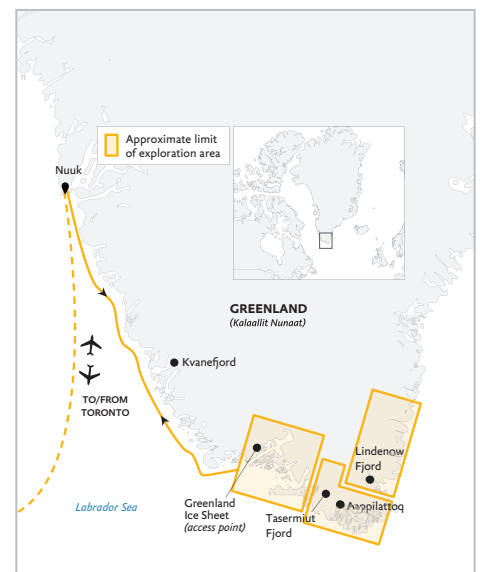 Approximate limit
of exploration area
Nuuk
GREENLAND
(Kalaallit Nunaat)
Kvanefjord
TO/FROM
TORONTO
Lindenow
Fjord
Labrador Sea
Greenland
Ice Sheet
(access point)
Tasermiut
Fjord
Aappilattoq